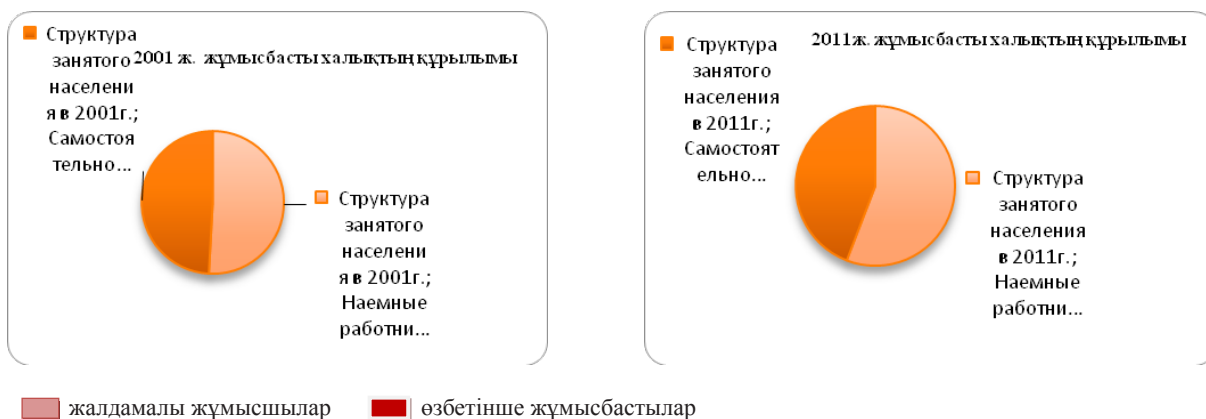 2001 ж. жұмысбасты халықтың құрылымы
Структура
занятого
населени
я в 2001г.;
Самостоя
тельно...
Структура
занятого
населени
я в 2001г.;
Наемные
работни...
2011ж. жұмысбасты халықтың құрылымы
Структура
занятого
населения
в 2011г.;
Самостоят
ельно...
Структура
занятого
населения
в 2011г.;
Наемные
работни...
жалдамалы жұмысшылар өзбетінше жұмысбастылар